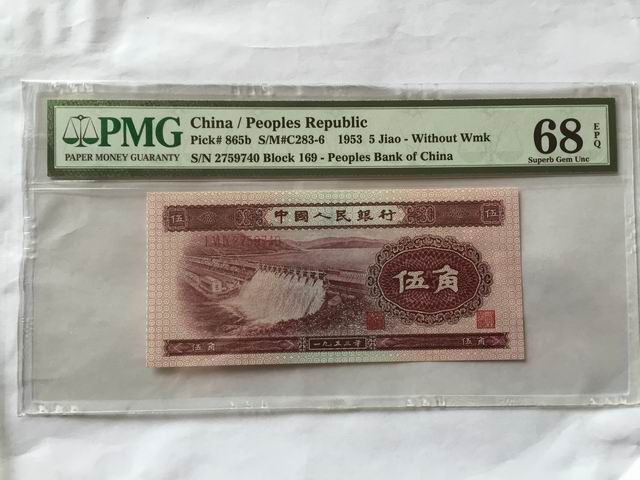 PMG
PAPER MONEY GUARANTY
China / Peoples Republic
Pick# 865b S/M#C283-6 1953 5 Jiao - Without Wmk
S/N 2759740 Block 169 - Peoples Bank of China
68 EPQ
Superb Gem Unc
伍 中國人民銀行 伍
2759740
伍角
伍角 一九五三年 伍角